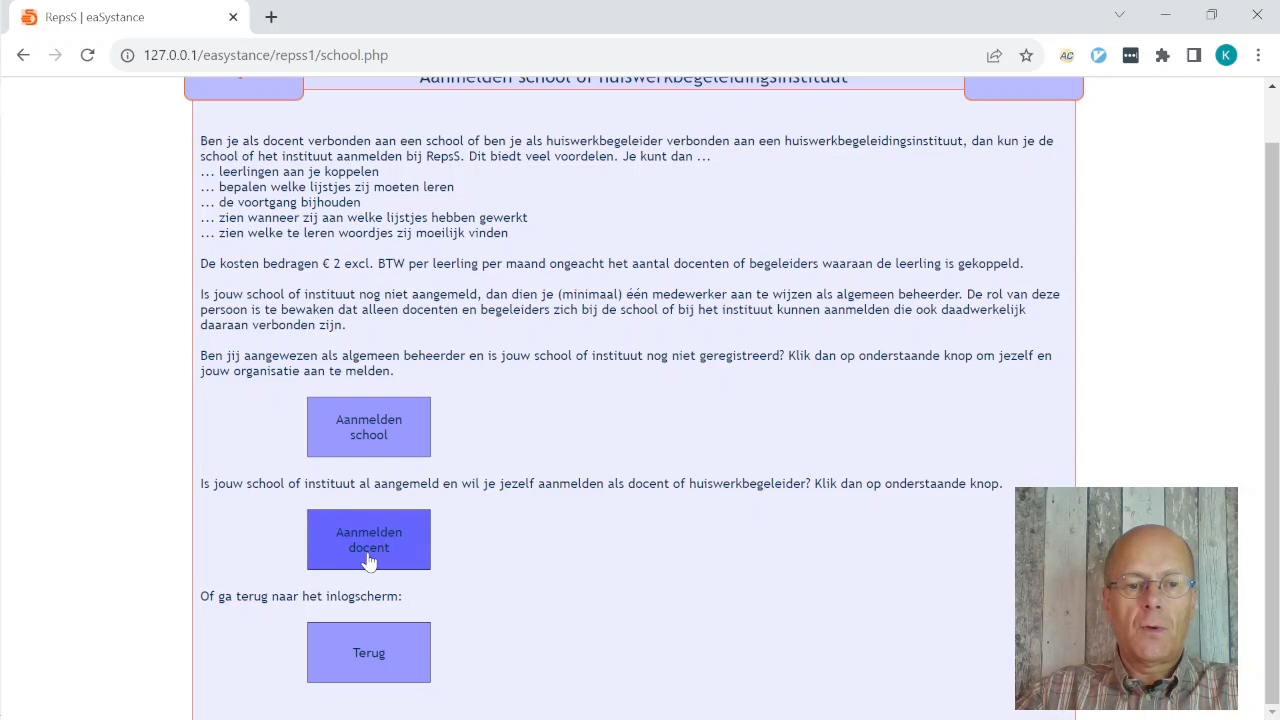 RepsS | eaSystance
127.0.0.1/easystance/repss1/school.php
AC
K
Aanmelden school of huiswerkbegeleidingsinstituut
Ben je als docent verbonden aan een school of ben je als huiswerkbegeleider verbonden aan een huiswerkbegeleidingsinstituut, dan kun je de
school of het instituut aanmelden bij RepsS. Dit biedt veel voordelen. Je kunt dan ...
... leerlingen aan je koppelen
... bepalen welke lijstjes zij moeten leren
... de voortgang bijhouden
... zien wanneer zij aan welke lijstjes hebben gewerkt
... zien welke te leren woordjes zij moeilijk vinden
De kosten bedragen € 2 excl. BTW per leerling per maand ongeacht het aantal docenten of begeleiders waaraan de leerling is gekoppeld.
Is jouw school of instituut nog niet aangemeld, dan dien je (minimaal) één medewerker aan te wijzen als algemeen beheerder. De rol van deze
persoon is te bewaken dat alleen docenten en begeleiders zich bij de school of bij het instituut kunnen aanmelden die ook daadwerkelijk
daaraan verbonden zijn.
Ben jij aangewezen als algemeen beheerder en is jouw school of instituut nog niet geregistreerd? Klik dan op onderstaande knop om jezelf en
jouw organisatie aan te melden.
Aanmelden
school
Is jouw school of instituut al aangemeld en wil je jezelf aanmelden als docent of huiswerkbegeleider? Klik dan op onderstaande knop.
Aanmelden
docent
Of ga terug naar het inlogscherm:
Terug